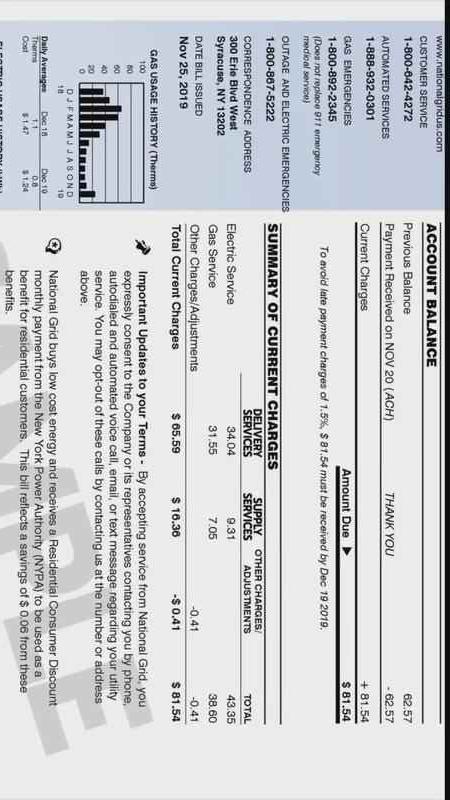 www.nationalgridus.com
CUSTOMER SERVICE
1-800-642-4272
AUTOMATED SERVICES
1-888-932-0301
GAS EMERGENCIES
1-800-892-2345
(Does not replace 911 emergency
medical service)
OUTAGE AND ELECTRIC EMERGENCIES
1-800-867-5222
CORRESPONDENCE ADDRESS
300 Erie Blvd West
Syracuse, NY 13202
DATE BILL ISSUED
Nov 25, 2019
GAS USAGE HISTORY (Therms)
100
80
60
40
20
0
D J F M A M J J A S O N D
18 19
Daily Averages Dec 18 Dec 19
Therms 1.1 0.8
Cost $ 1.47 $ 1.24
ACCOUNT BALANCE
Previous Balance 62.57
Payment Received on NOV 20 (ACH) THANK YOU - 62.57
Current Charges + 81.54
Amount Due ▶ $ 81.54
To avoid late payment charges of 1.5%, $ 81.54 must be received by Dec 19 2019.
SUMMARY OF CURRENT CHARGES
DELIVERY SERVICES SUPPLY SERVICES OTHER CHARGES/ ADJUSTMENTS TOTAL
Electric Service 34.04 9.31 43.35
Gas Service 31.55 7.05 38.60
Other Charges/Adjustments -0.41 -0.41
Total Current Charges $ 65.59 $ 16.36 -$ 0.41 $ 81.54
Important Updates to your Terms - By accepting service from National Grid, you
expressly consent to the Company or its representatives contacting you by phone,
autodialed and automated voice call, email, or text message regarding your utility
service. You may opt-out of these calls by contacting us at the number or address
above.
National Grid buys low cost energy and receives a Residential Consumer Discount
monthly payment from the New York Power Authority (NYPA) to be used as a
benefit for residential customers. This bill reflects a savings of $ 0.06 from these
benefits.